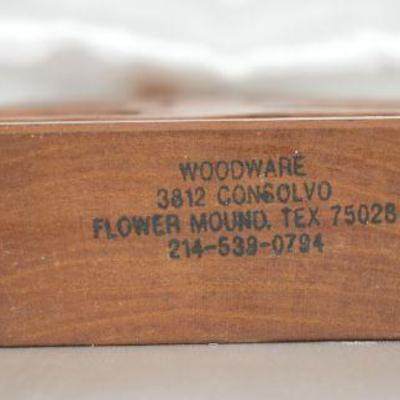 WOODWARE
3812 CONSOLVO
FLOWER MOUND, TEX 75028
214-539-0794